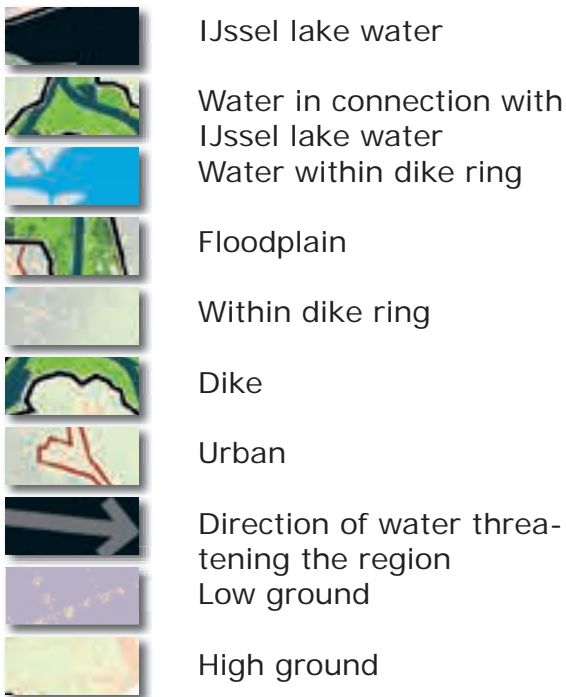 IJssel lake water
Water in connection with
IJssel lake water
Water within dike ring
Floodplain
Within dike ring
Dike
Urban
Direction of water threa-
tening the region
Low ground
High ground